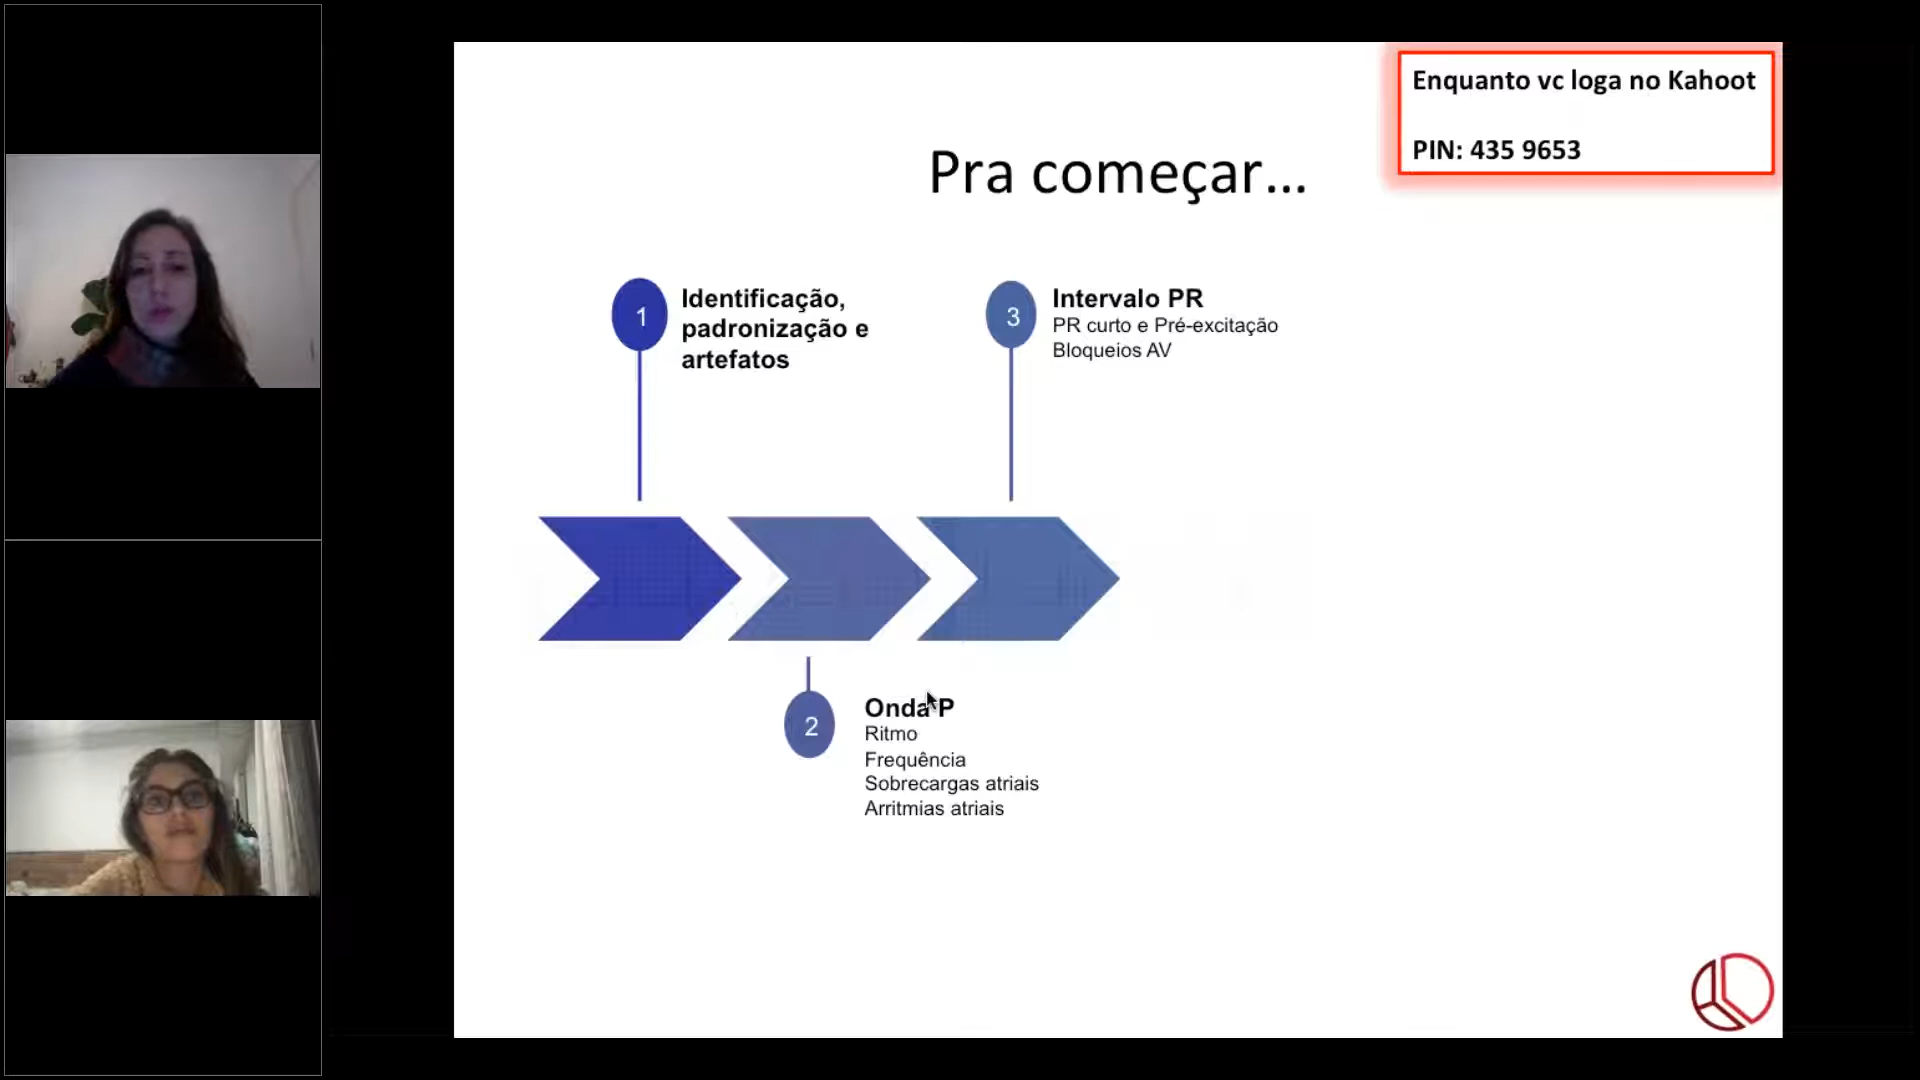 Enquanto vc loga no Kahoot
PIN: 435 9653
Pra começar...
1
Identificação,
padronização e
artefatos
3
Intervalo PR
PR curto e Pré-excitação
Bloqueios AV
2
Onda P
Ritmo
Frequência
Sobrecargas atriais
Arritmias atriais